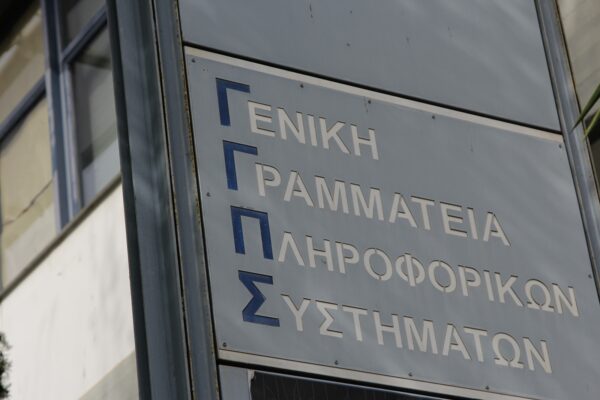 Γ ΓΕΝΙΚΗ
Γ ΓΡΑΜΜΑΤΕΙΑ
Π ΠΛΗΡΟΦΟΡΙΚΩΝ
Σ ΣΥΣΤΗΜΑΤΩΝ